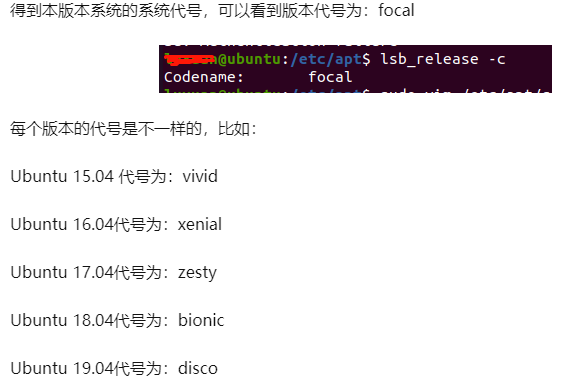 得到本版本系统的系统代号，可以看到版本代号为：focal
@ubuntu:/etc/apt$ lsb_release -c
Codename: focal
每个版本的代号是不一样的，比如：
Ubuntu 15.04 代号为：vivid
Ubuntu 16.04代号为：xenial
Ubuntu 17.04代号为：zesty
Ubuntu 18.04代号为：bionic
Ubuntu 19.04代号为：disco